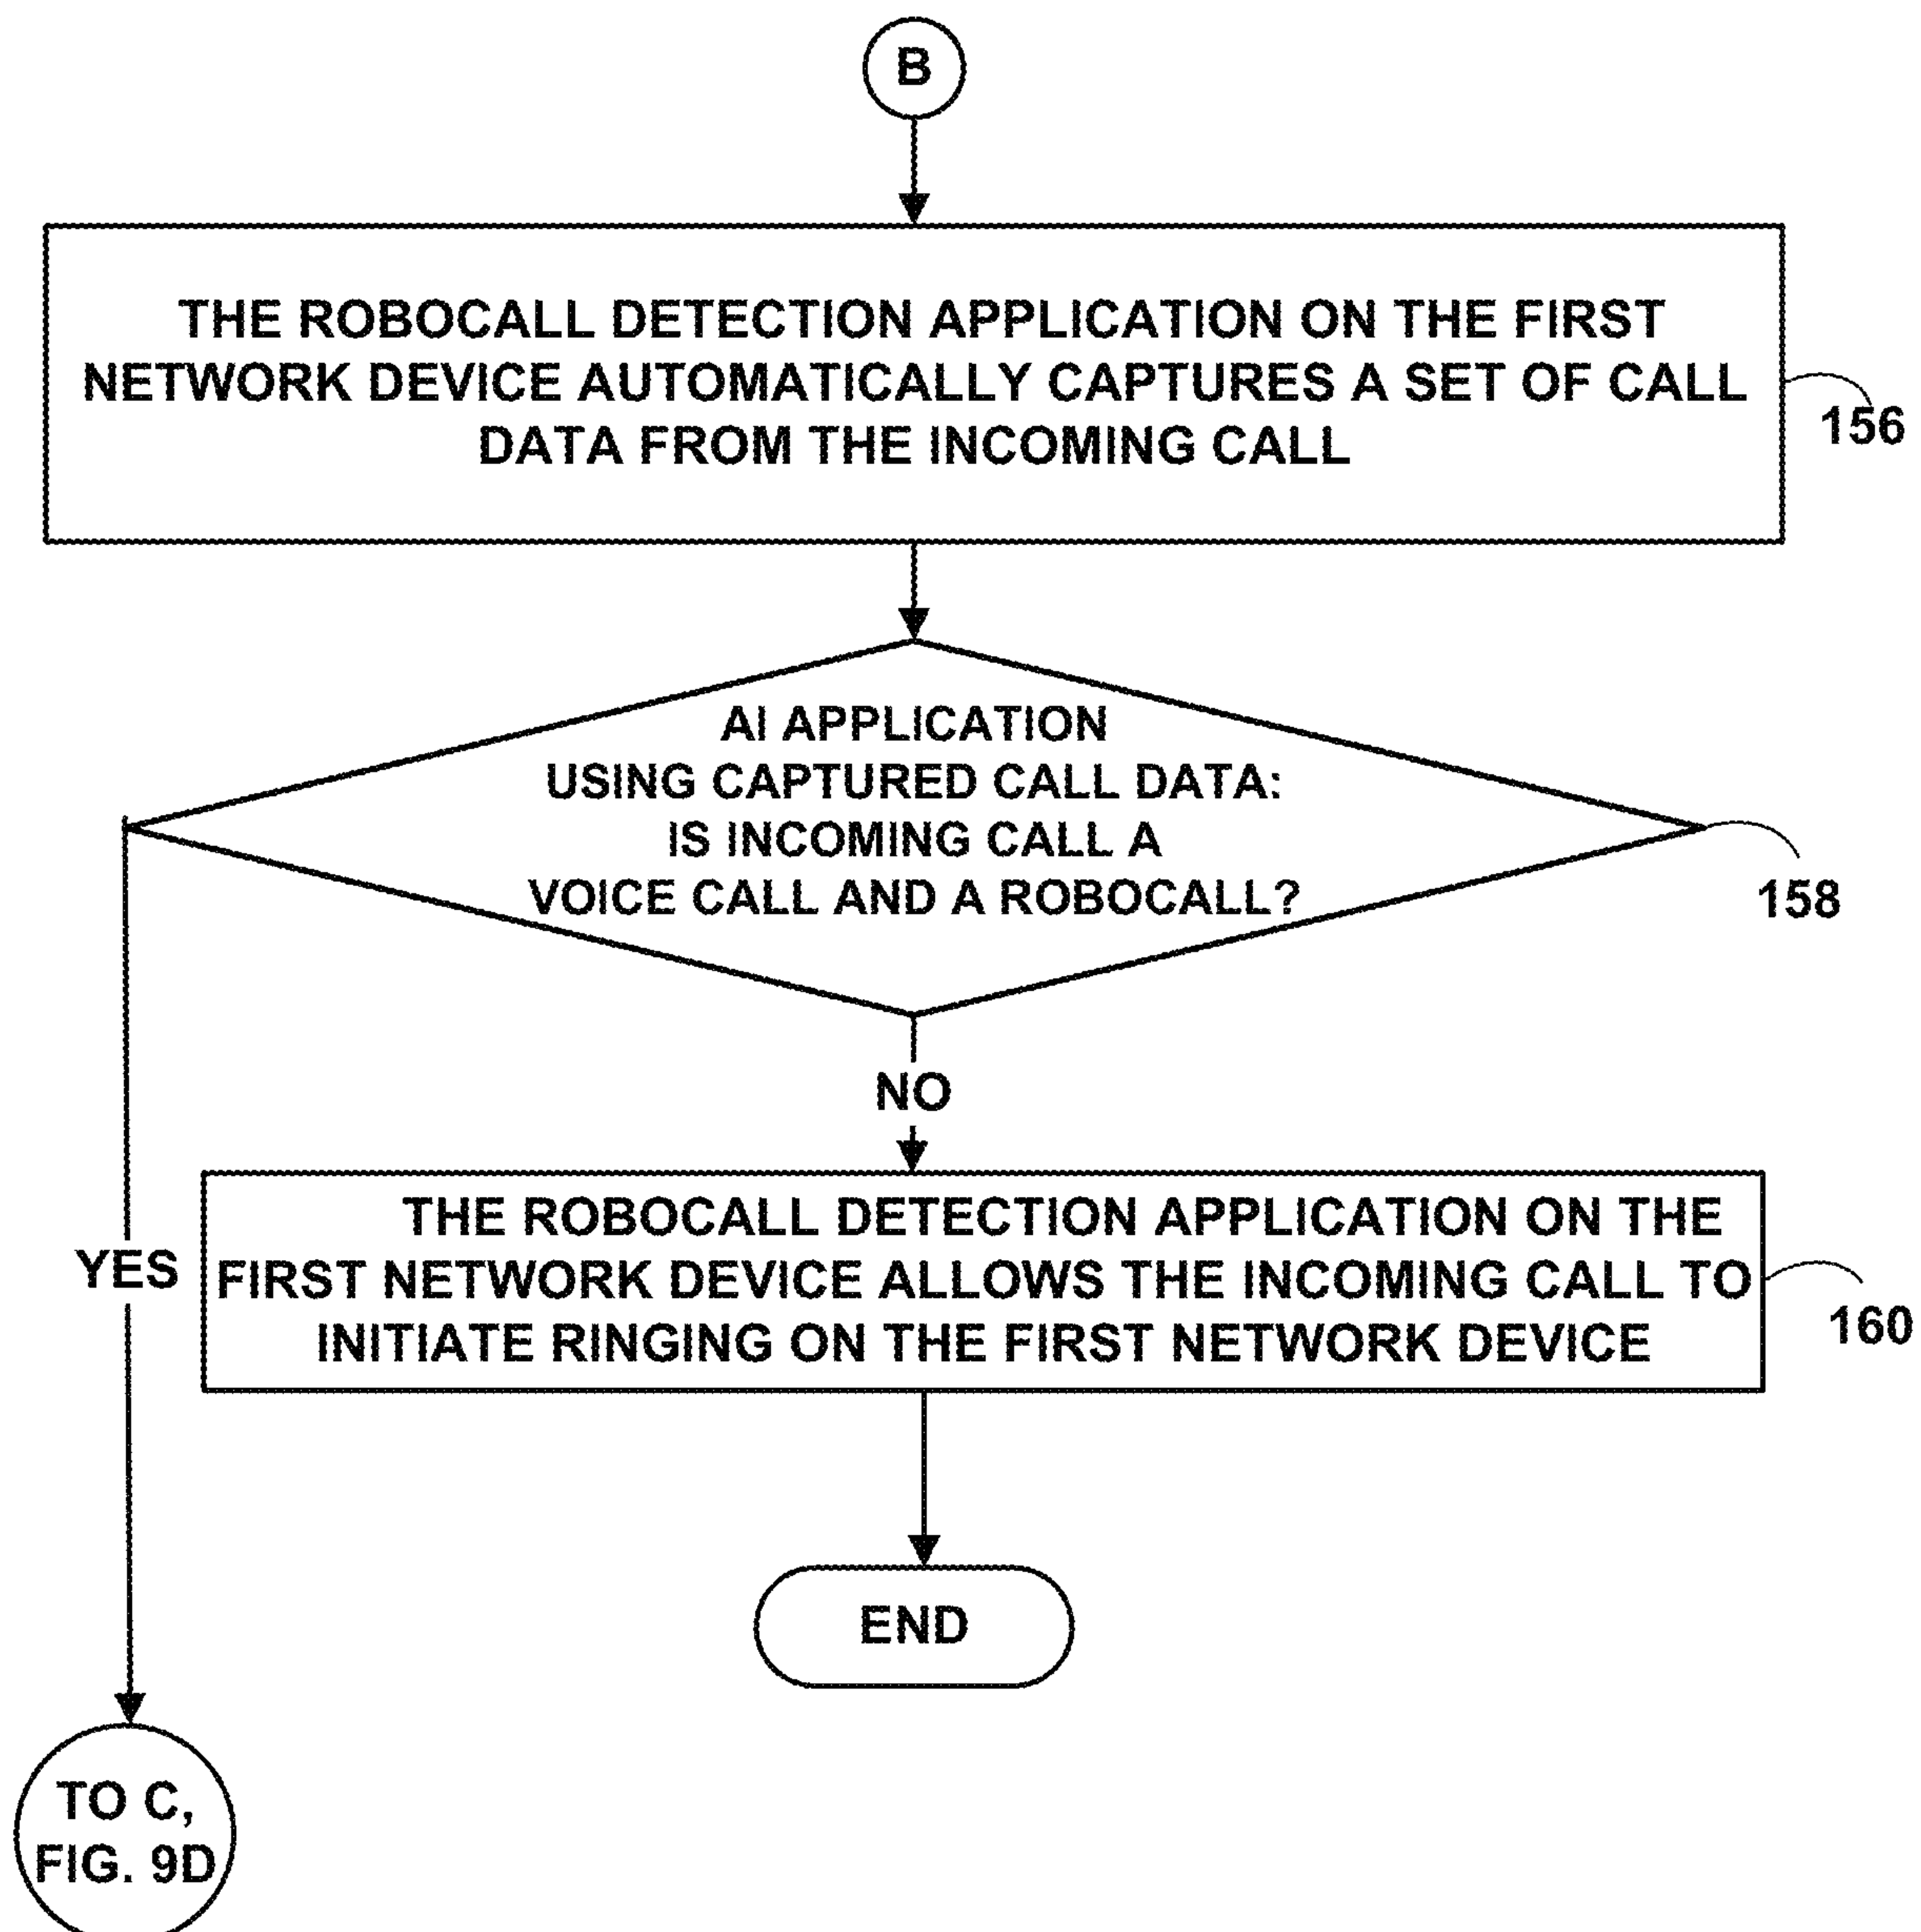 B
THE ROBOCALL DETECTION APPLICATION ON THE FIRST
NETWORK DEVICE AUTOMATICALLY CAPTURES A SET OF CALL
DATA FROM THE INCOMING CALL
156
AI APPLICATION
USING CAPTURED CALL DATA:
IS INCOMING CALL A
VOICE CALL AND A ROBOCALL?
158
NO
THE ROBOCALL DETECTION APPLICATION ON THE
FIRST NETWORK DEVICE ALLOWS THE INCOMING CALL TO
INITIATE RINGING ON THE FIRST NETWORK DEVICE
160
YES
END
TO C,
FIG. 9D